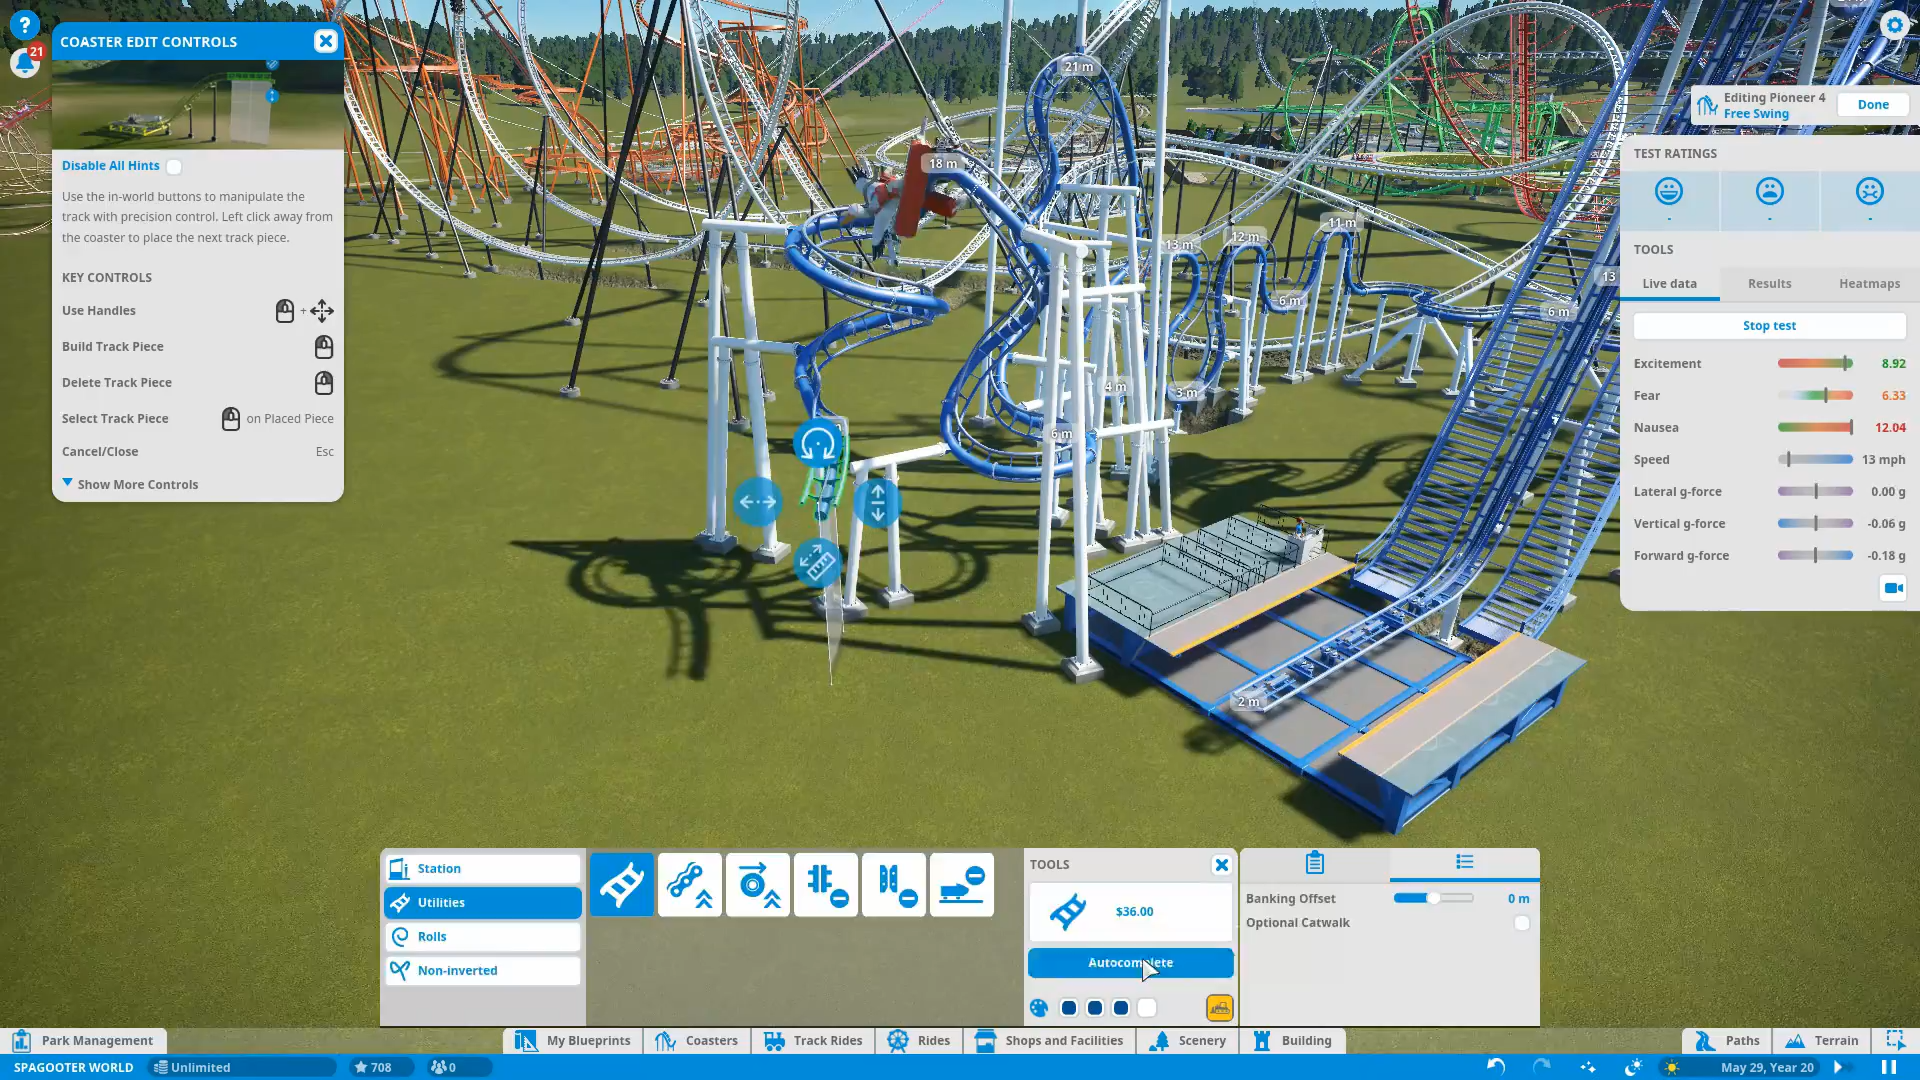 ?
21
COASTER EDIT CONTROLS
Disable All Hints
Use the in-world buttons to manipulate the
track with precision control. Left click away from
the coaster to place the next track piece.
KEY CONTROLS
Use Handles +
Build Track Piece
Delete Track Piece
Select Track Piece on Placed Piece
Cancel/Close Esc
Show More Controls
21 m
18 m
13 m
12 m
11 m
13
6 m
6 m
4 m
3 m
6 m
2 m
Editing Pioneer 4
Free Swing
Done
TEST RATINGS
- - -
TOOLS
Live data Results Heatmaps
Stop test
Excitement 8.92
Fear 6.33
Nausea 12.04
Speed 13 mph
Lateral g-force 0.00 g
Vertical g-force -0.06 g
Forward g-force -0.18 g
Station
Utilities
Rolls
Non-inverted
TOOLS
$36.00
Autocomplete
Banking Offset 0 m
Optional Catwalk
Park Management
My Blueprints Coasters Track Rides Rides Shops and Facilities Scenery Building
Paths Terrain
SPAGOOTER WORLD Unlimited 708 0
May 29, Year 20